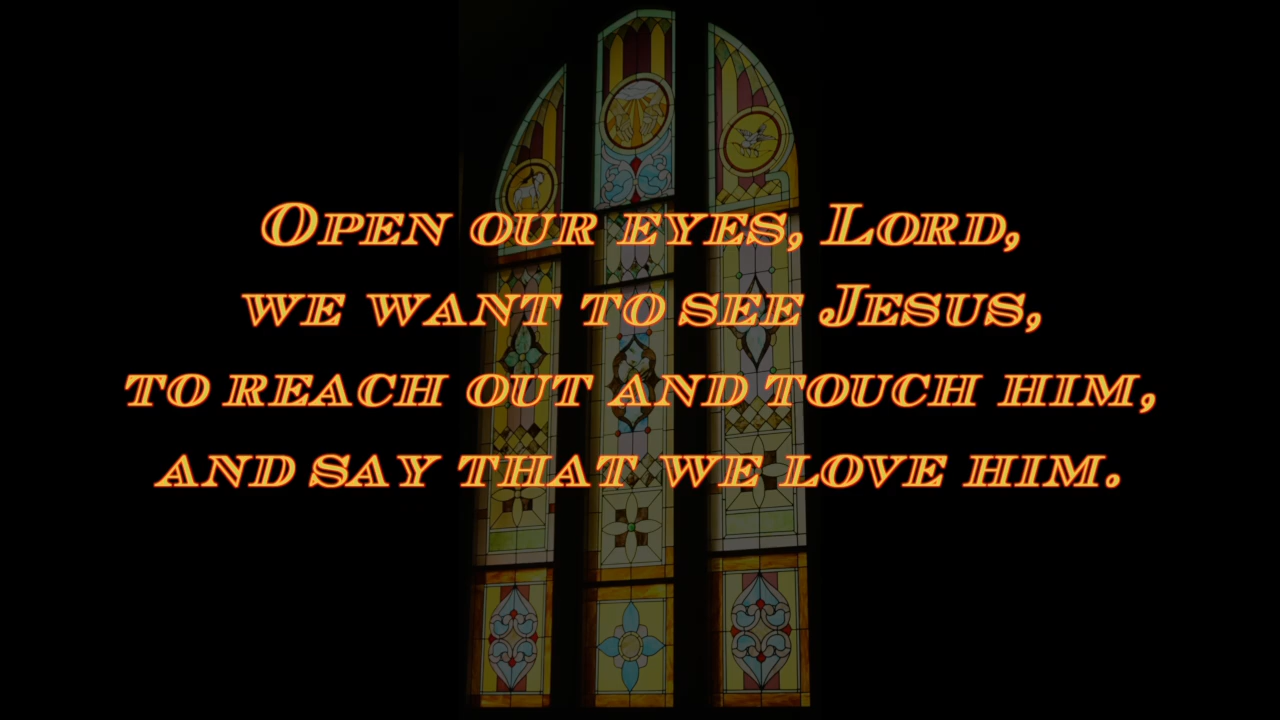 Open our eyes, Lord,
we want to see Jesus,
to reach out and touch him,
and say that we love him.